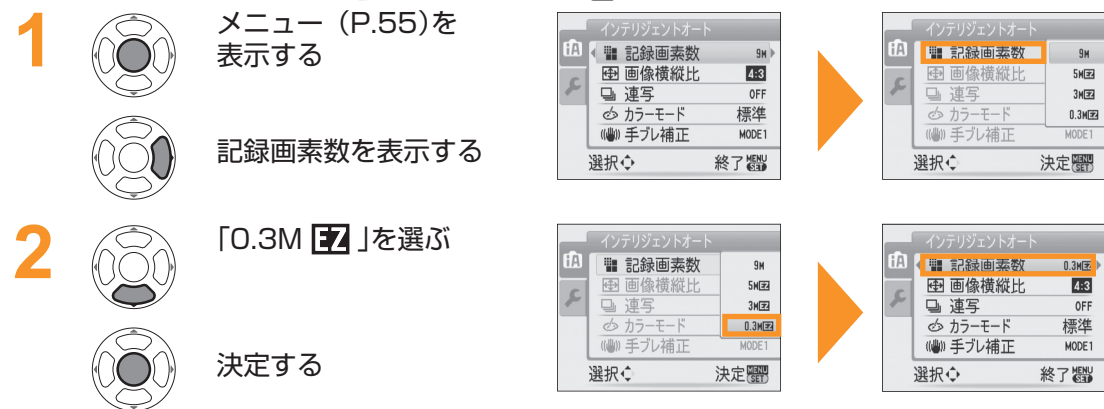 1
メニュー（P.55)を
表示する
記録画素数を表示する
インテリジェントオート
記録画素数 9M
画像横縦比 4:3
連写 OFF
カラーモード 標準
手ブレ補正 MODE1
選択 終了 MENU/SET
インテリジェントオート
記録画素数 9M
画像横縦比 5M EZ
連写 3M EZ
カラーモード 0.3M EZ
手ブレ補正 MODE1
選択 決定 MENU/SET
2
「0.3M EZ 」を選ぶ
決定する
インテリジェントオート
記録画素数 9M
画像横縦比 5M EZ
連写 3M EZ
カラーモード 0.3M EZ
手ブレ補正 MODE1
選択 決定 MENU/SET
インテリジェントオート
記録画素数 0.3M EZ
画像横縦比 4:3
連写 OFF
カラーモード 標準
手ブレ補正 MODE1
選択 終了 MENU/SET